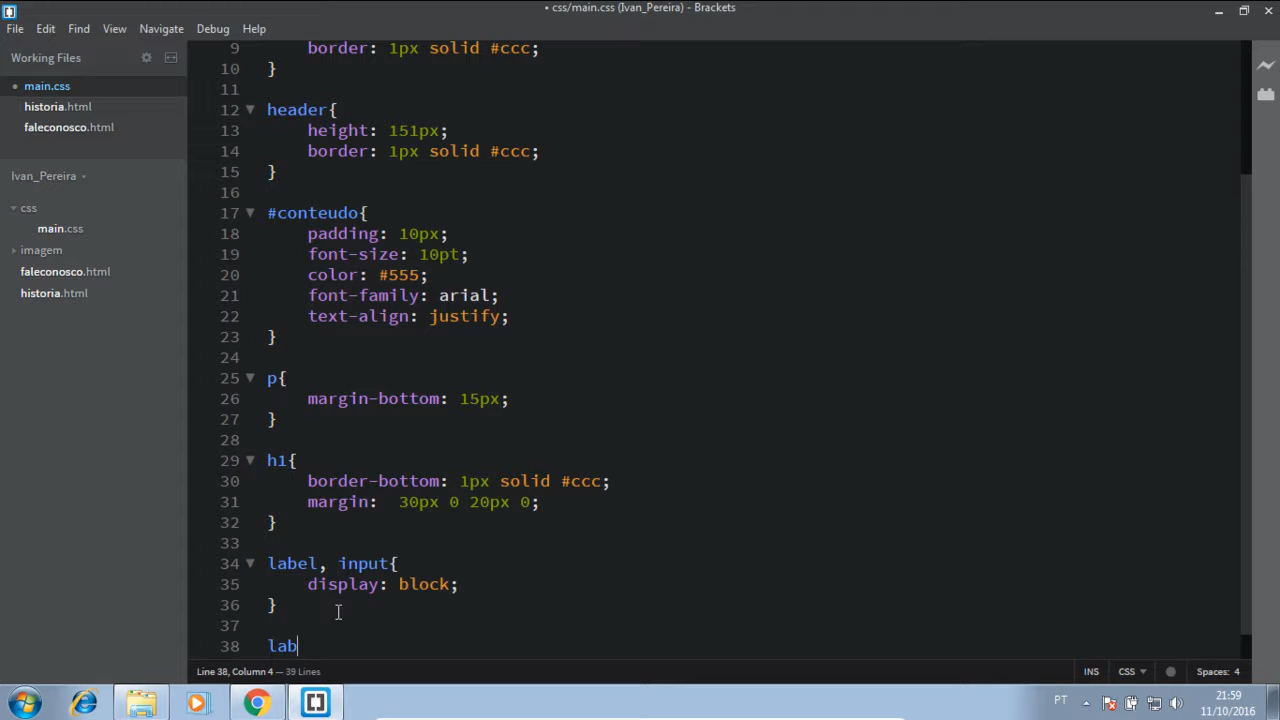 • css/main.css (Ivan_Pereira) - Brackets
File Edit Find View Navigate Debug Help
Working Files
main.css
historia.html
faleconosco.html
Ivan_Pereira
css
main.css
imagem
faleconosco.html
historia.html
9 border: 1px solid #ccc;
10 }
11
12 header{
13 height: 151px;
14 border: 1px solid #ccc;
15 }
16
17 #conteudo{
18 padding: 10px;
19 font-size: 10pt;
20 color: #555;
21 font-family: arial;
22 text-align: justify;
23 }
24
25 p{
26 margin-bottom: 15px;
27 }
28
29 h1{
30 border-bottom: 1px solid #ccc;
31 margin:  30px 0 20px 0;
32 }
33
34 label, input{
35 display: block;
36 }
37
38 lab
Line 38, Column 4 — 39 Lines INS CSS Spaces: 4
PT 21:59
11/10/2016